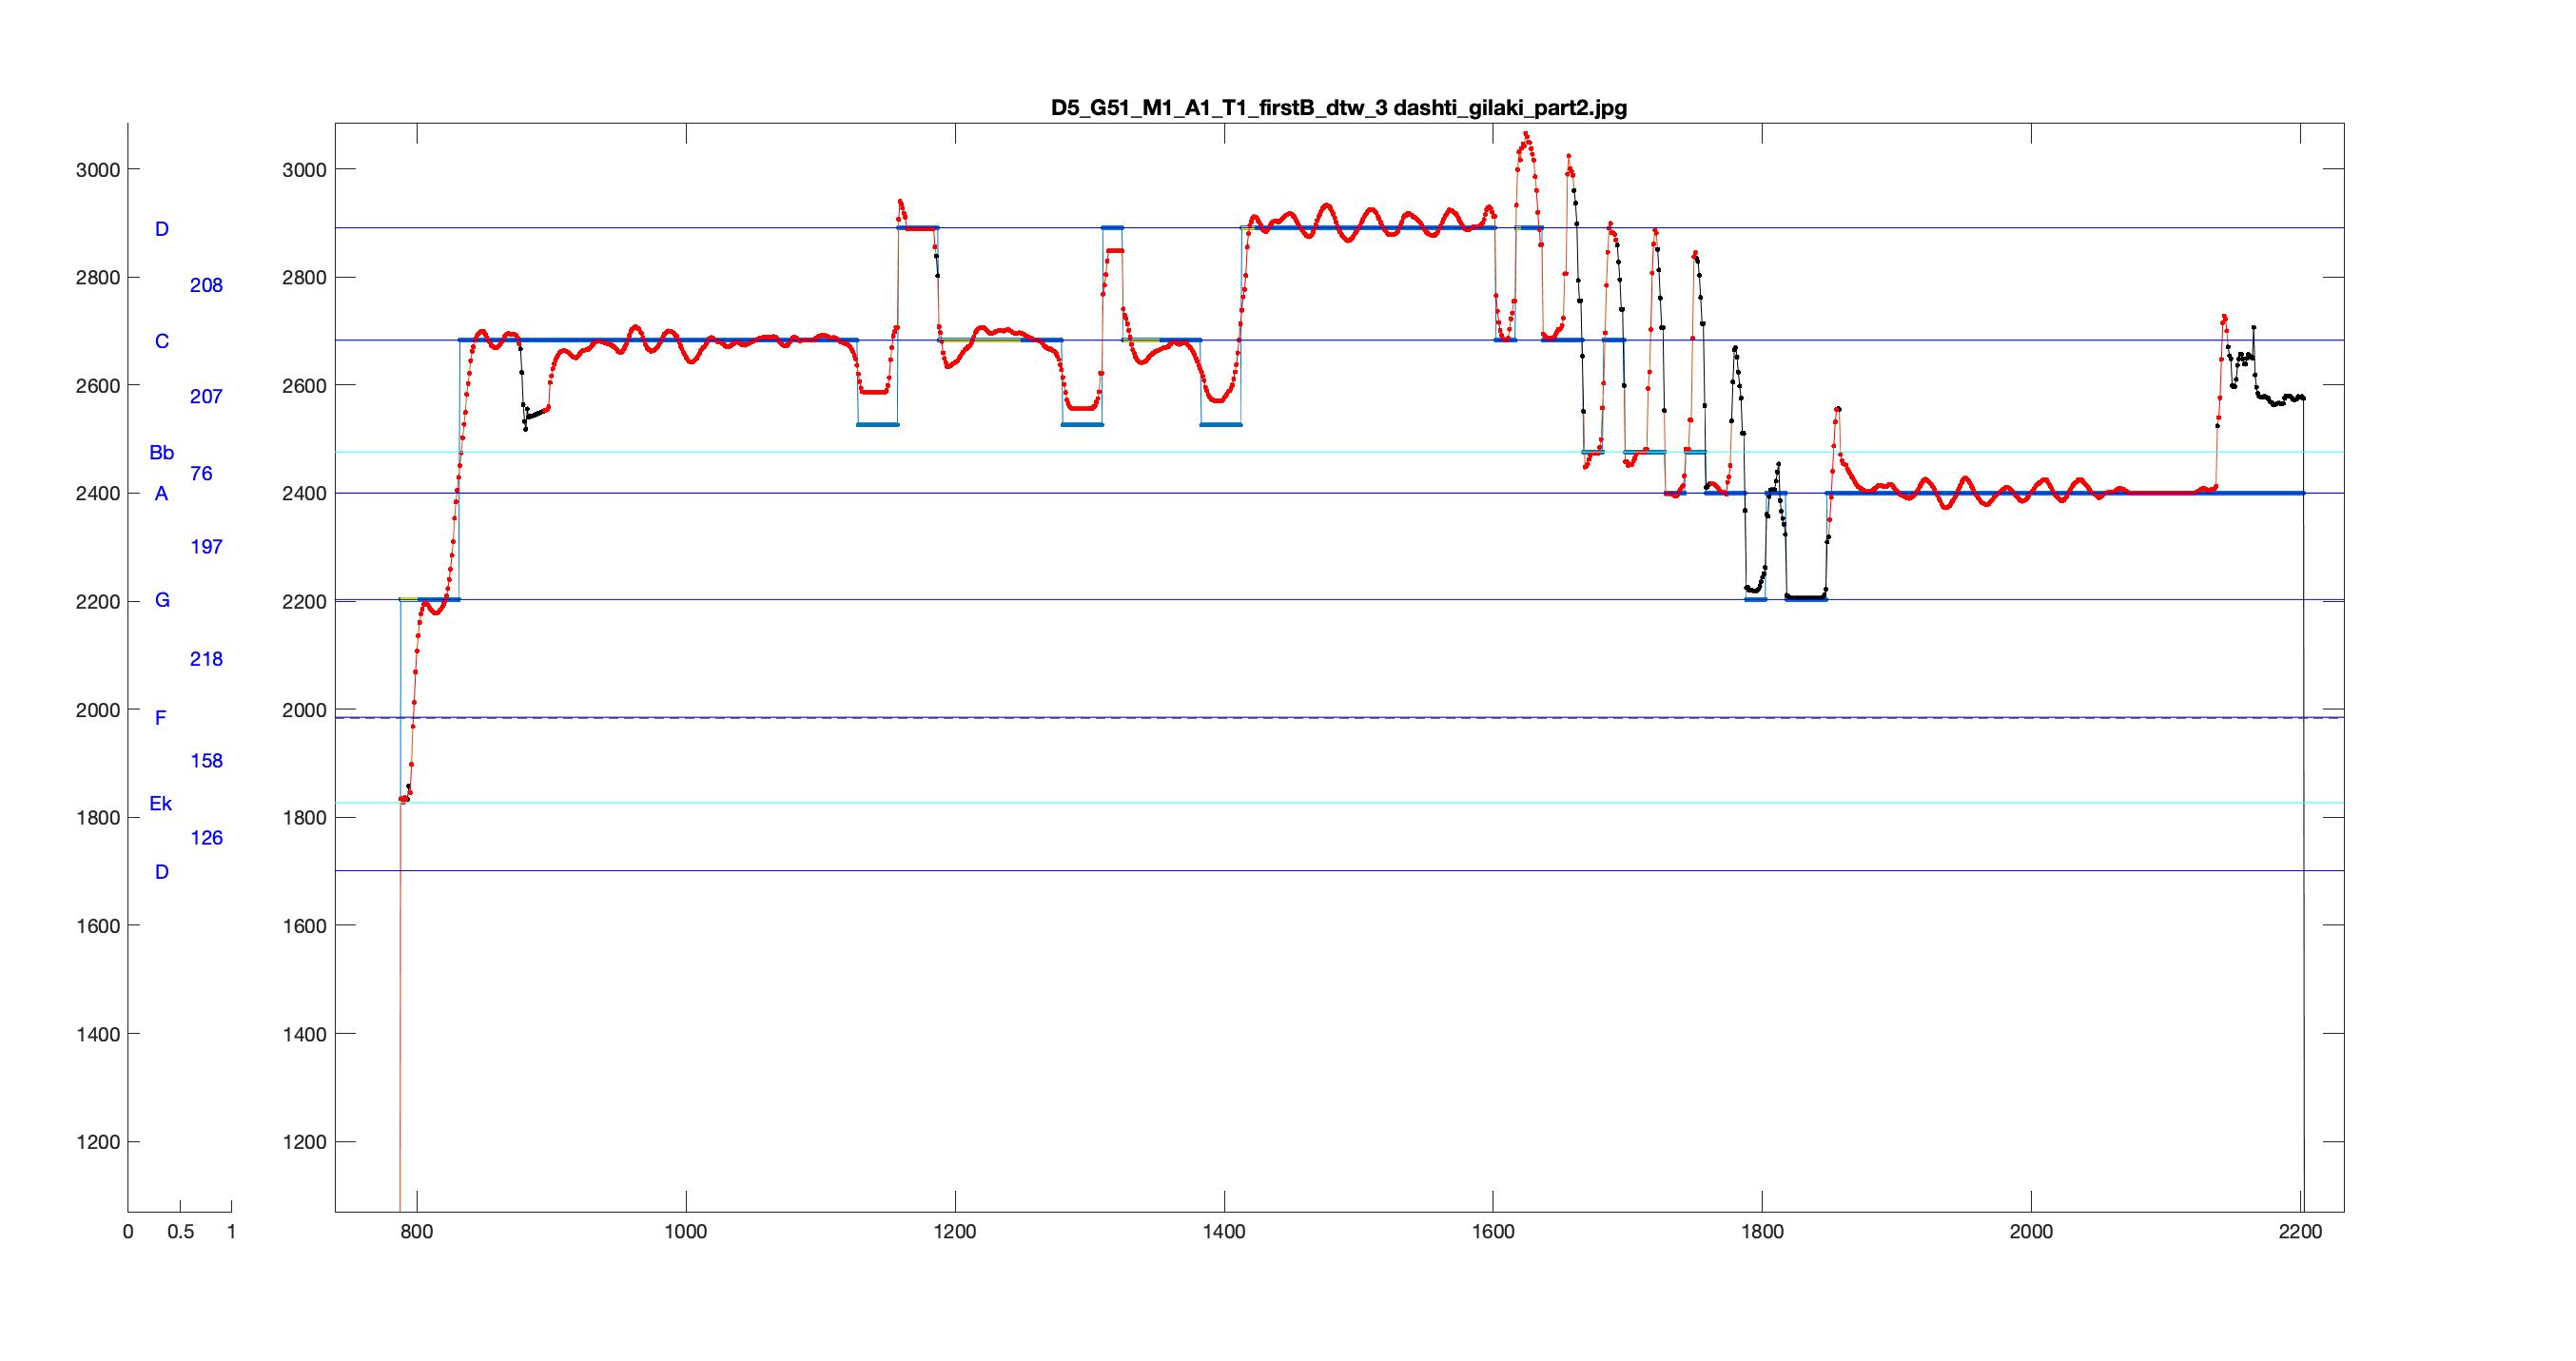 D5_G51_M1_A1_T1_firstB_dtw_3 dashti_gilaki_part2.jpg
3000 3000
D
2800 208 2800
C
2600 207 2600
Bb
76
2400 A 2400
197
2200 G 2200
218
2000 F 2000
158
1800 Ek 1800
126
D
1600 1600
1400 1400
1200 1200
0 0.5 1 800 1000 1200 1400 1600 1800 2000 2200